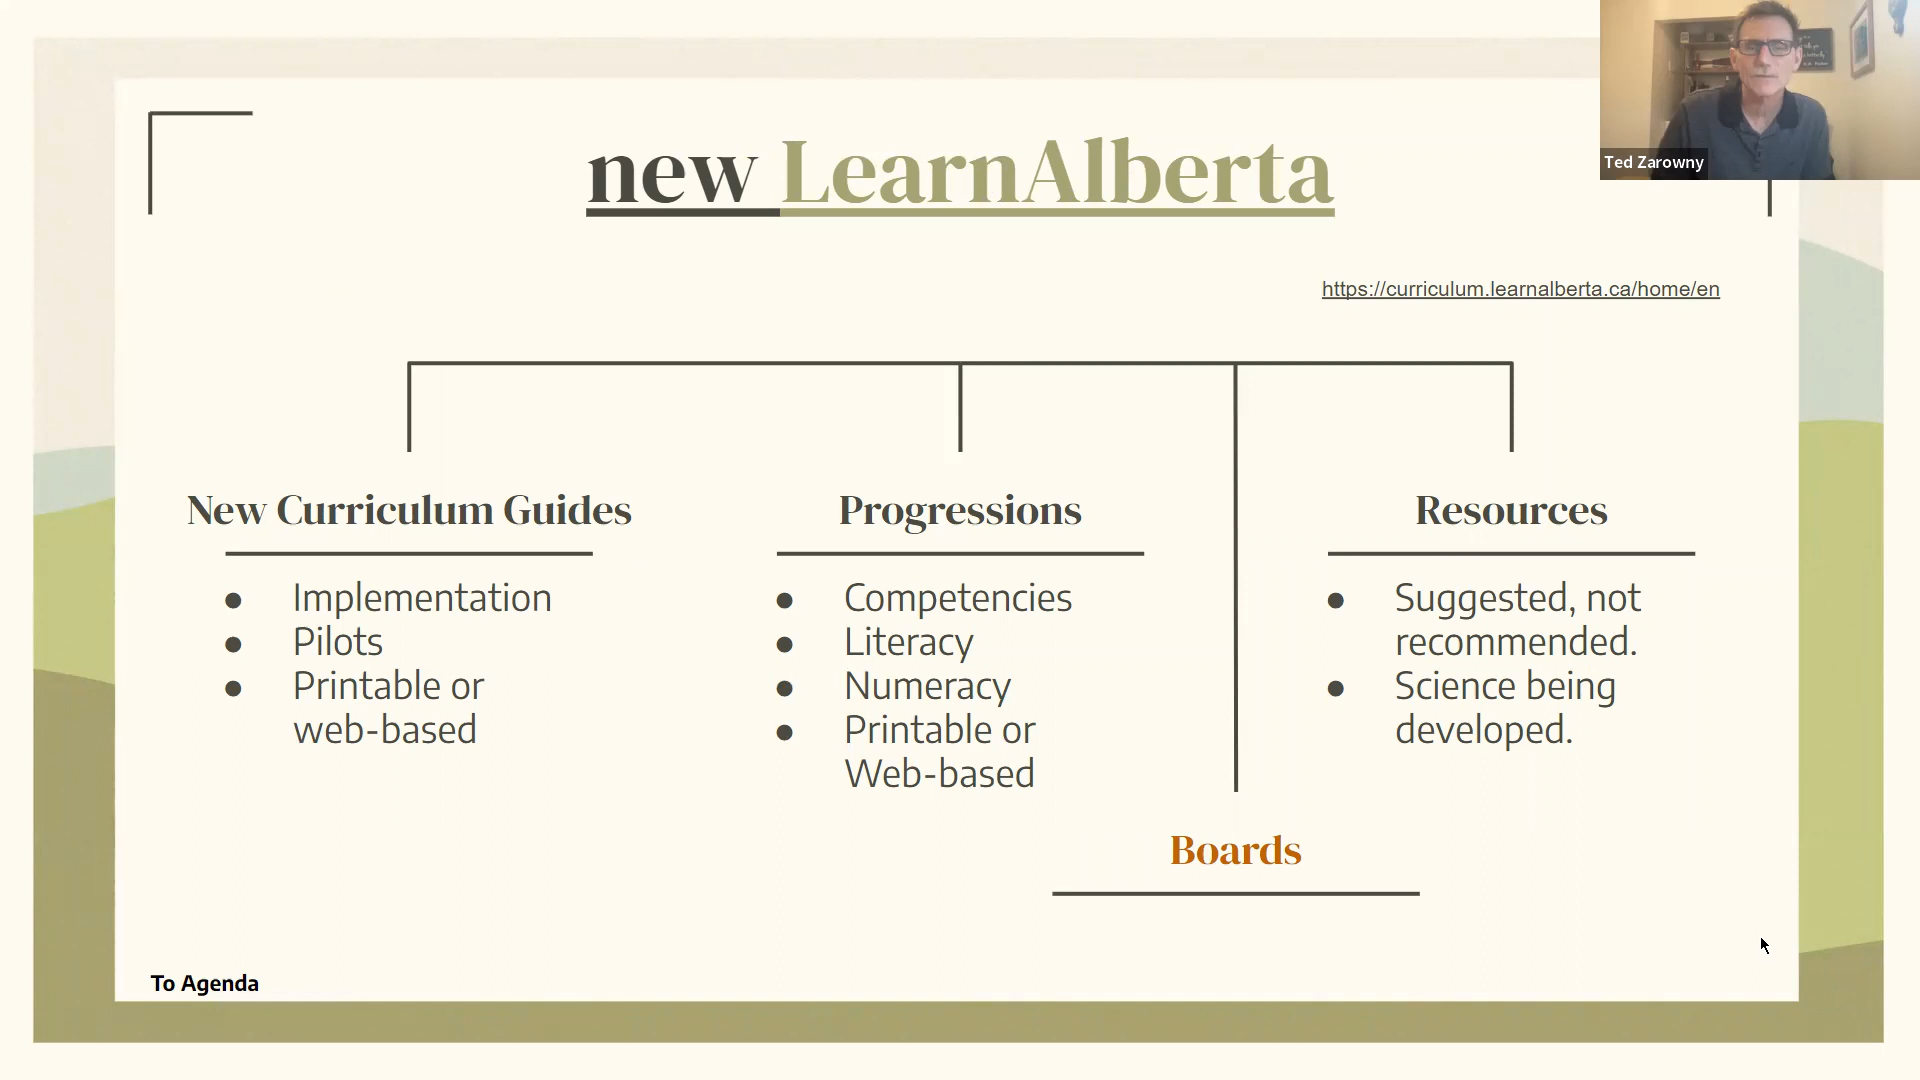 new LearnAlberta
Ted Zarowny
https://curriculum.learnalberta.ca/home/en
New Curriculum Guides
● Implementation
● Pilots
● Printable or
web-based
Progressions
● Competencies
● Literacy
● Numeracy
● Printable or
Web-based
Resources
● Suggested, not
recommended.
● Science being
developed.
Boards
To Agenda